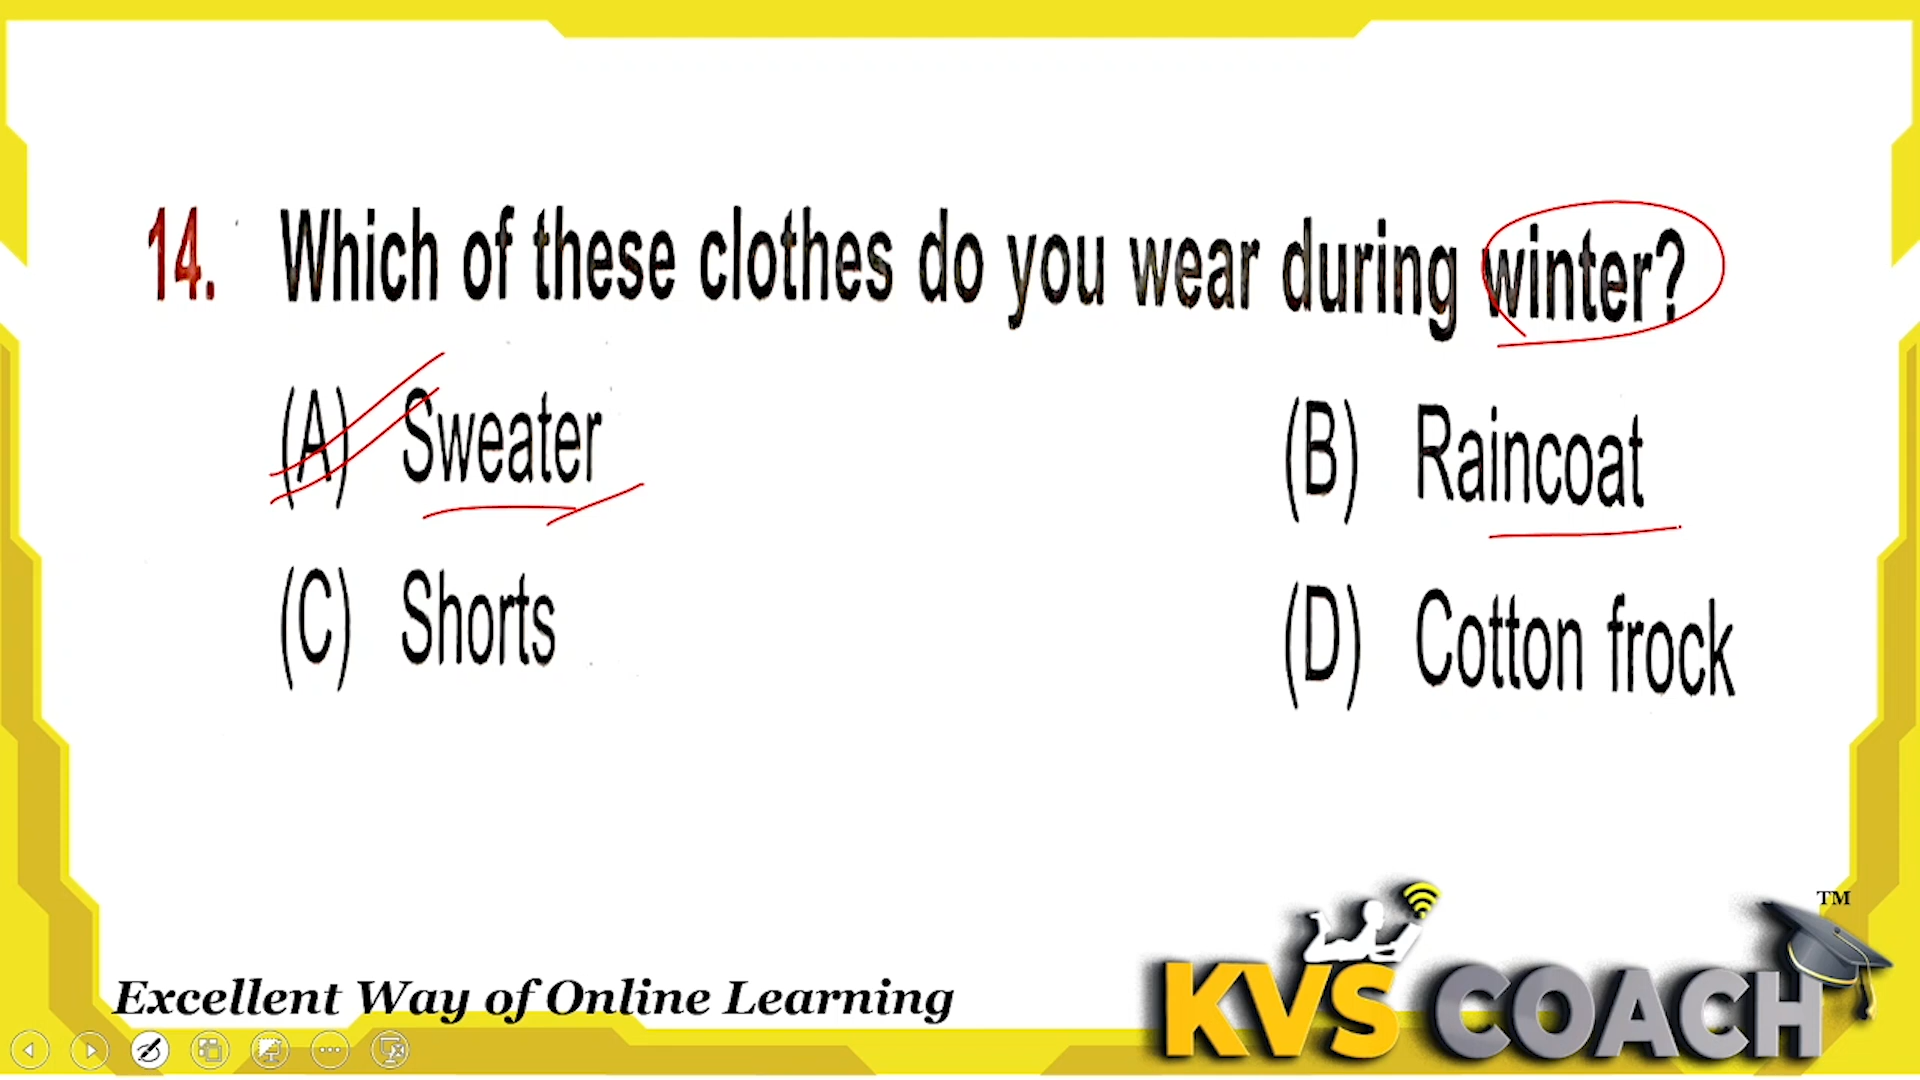 14. Which of these clothes do you wear during winter?
(A) Sweater (B) Raincoat
(C) Shorts (D) Cotton frock
TM
KVS COACH
Excellent Way of Online Learning